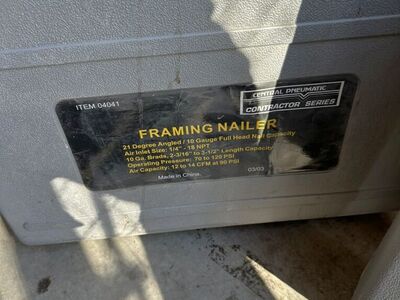 ITEM 04041
CENTRAL PNEUMATIC
CONTRACTOR SERIES
FRAMING NAILER
21 Degree Angled / 10 Gauge Full Head Nail Capacity
Air Inlet Size: 1/4" - 18 NPT
10 Ga. Brads, 2-3/16" to 3-1/2" Length Capacity
Operating Pressure: 70 to 120 PSI
Air Capacity: 12 to 14 CFM at 90 PSI
Made in China. 03/03